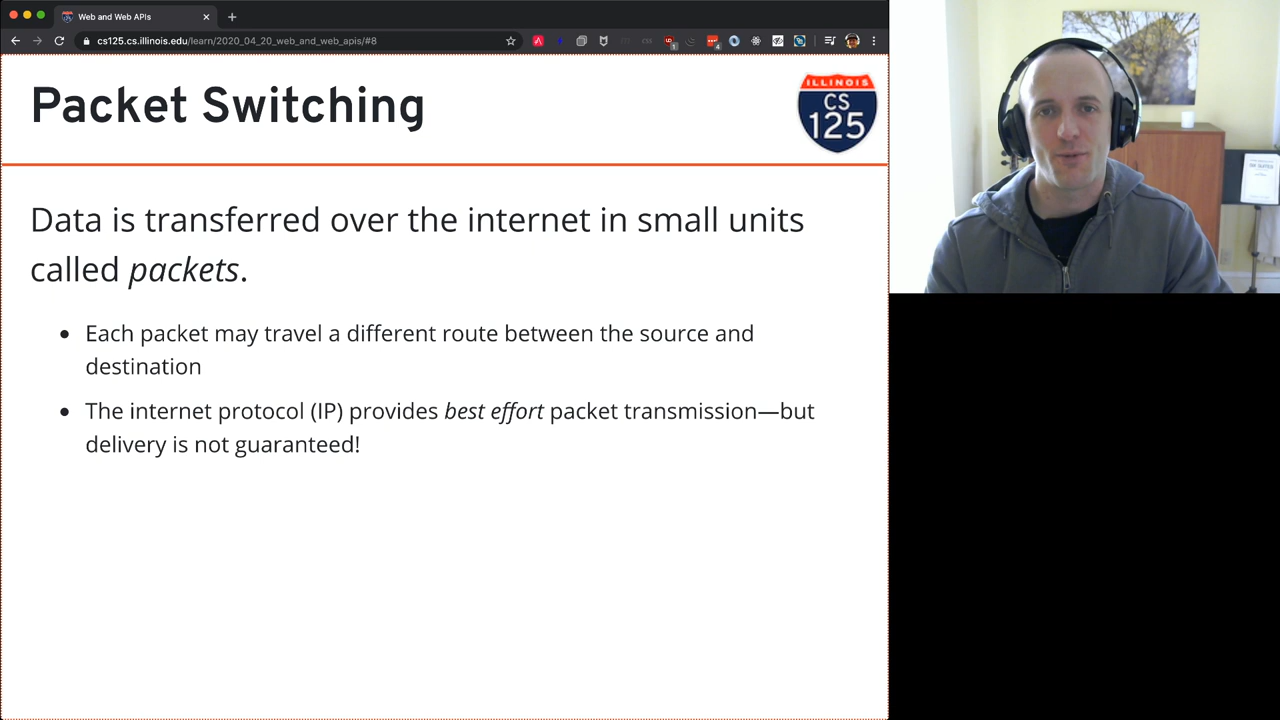 Web and Web APIs
cs125.cs.illinois.edu/learn/2020_04_20_web_and_web_apis/#8
Packet Switching
ILLINOIS
CS
125
Data is transferred over the internet in small units
called packets.
• Each packet may travel a different route between the source and
destination
• The internet protocol (IP) provides best effort packet transmission—but
delivery is not guaranteed!